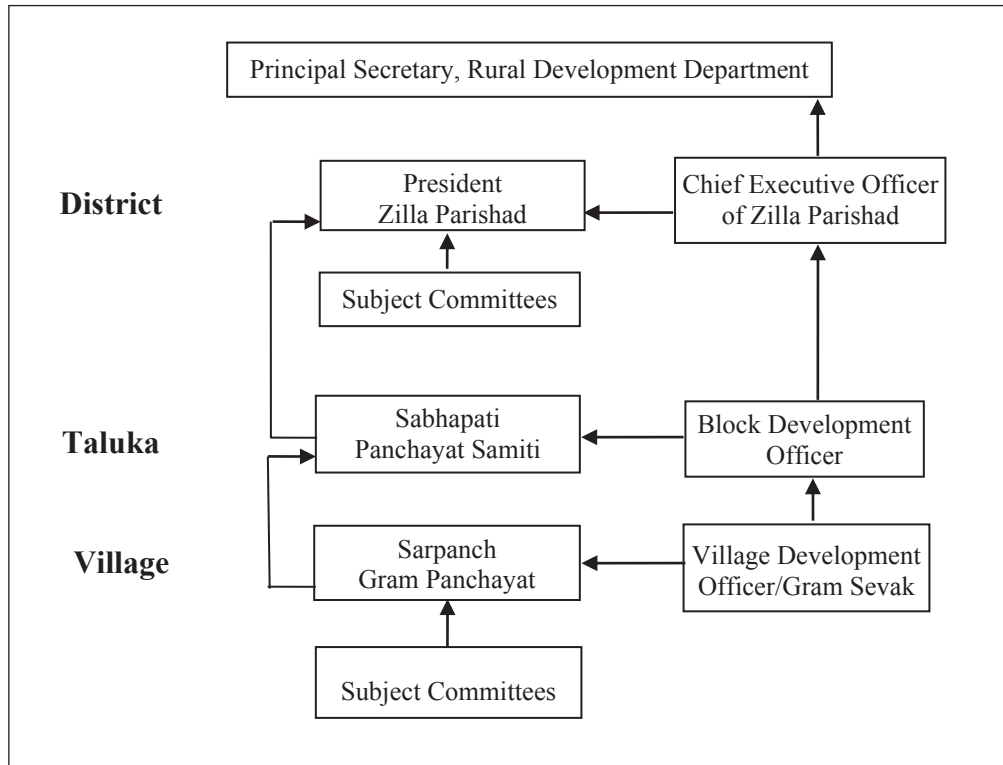 Principal Secretary, Rural Development Department
District
President
Zilla Parishad
Chief Executive Officer
of Zilla Parishad
Subject Committees
Taluka
Sabhapati
Panchayat Samiti
Block Development
Officer
Village
Sarpanch
Gram Panchayat
Village Development
Officer/Gram Sevak
Subject Committees